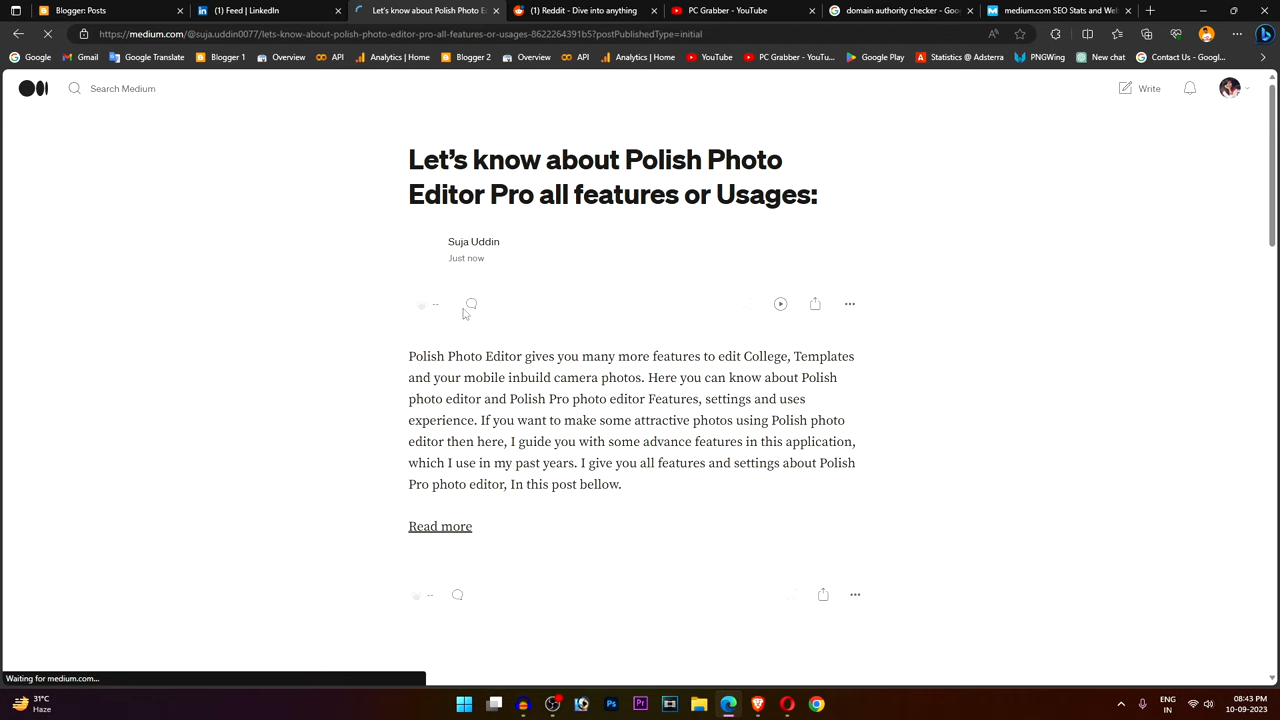 Blogger: Posts
(1) Feed | LinkedIn
Let's know about Polish Photo E
(1) Reddit - Dive into anything
PC Grabber - YouTube
domain authority checker - Goo
medium.com SEO Stats and We
https://medium.com/@suja.uddin0077/lets-know-about-polish-photo-editor-pro-all-features-or-usages-8622264391b5?postPublishedType=initial
Google
Gmail
Google Translate
Blogger 1
Overview
API
Analytics | Home
Blogger 2
Overview
API
Analytics | Home
YouTube
PC Grabber - YouTu...
Google Play
Statistics @ Adsterra
PNGWing
New chat
Contact Us - Googl...
Search Medium
Write
Let's know about Polish Photo
Editor Pro all features or Usages:
Suja Uddin
Just now
--
Polish Photo Editor gives you many more features to edit College, Templates
and your mobile inbuild camera photos. Here you can know about Polish
photo editor and Polish Pro photo editor Features, settings and uses
experience. If you want to make some attractive photos using Polish photo
editor then here, I guide you with some advance features in this application,
which I use in my past years. I give you all features and settings about Polish
Pro photo editor, In this post bellow.
Read more
--
Waiting for medium.com...
31°C
Haze
Ps
Pr
ENG
IN
08:43 PM
10-09-2023